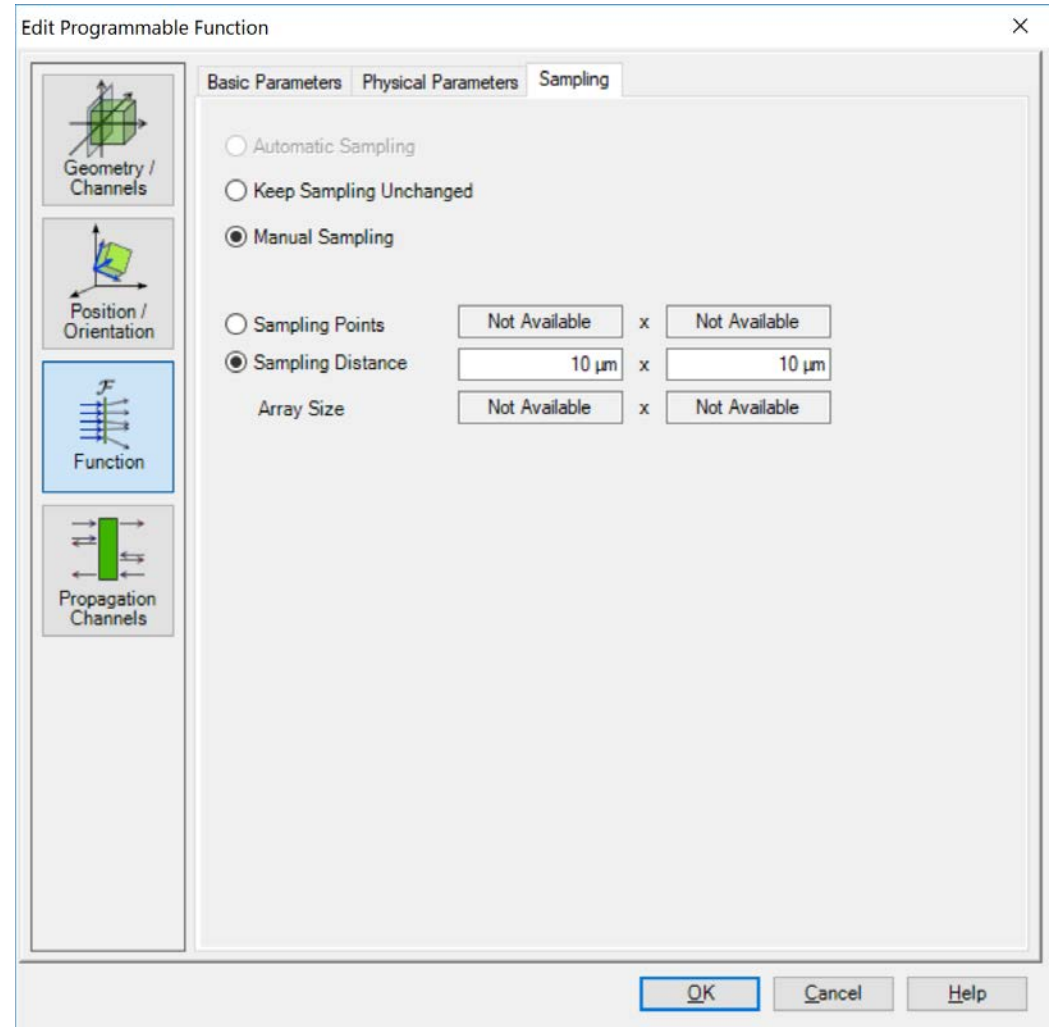 Edit Programmable Function
Geometry /
Channels
Position /
Orientation
F
Function
Propagation
Channels
Basic Parameters Physical Parameters Sampling
Automatic Sampling
Keep Sampling Unchanged
Manual Sampling
Sampling Points Not Available x Not Available
Sampling Distance 10 µm x 10 µm
Array Size Not Available x Not Available
OK Cancel Help